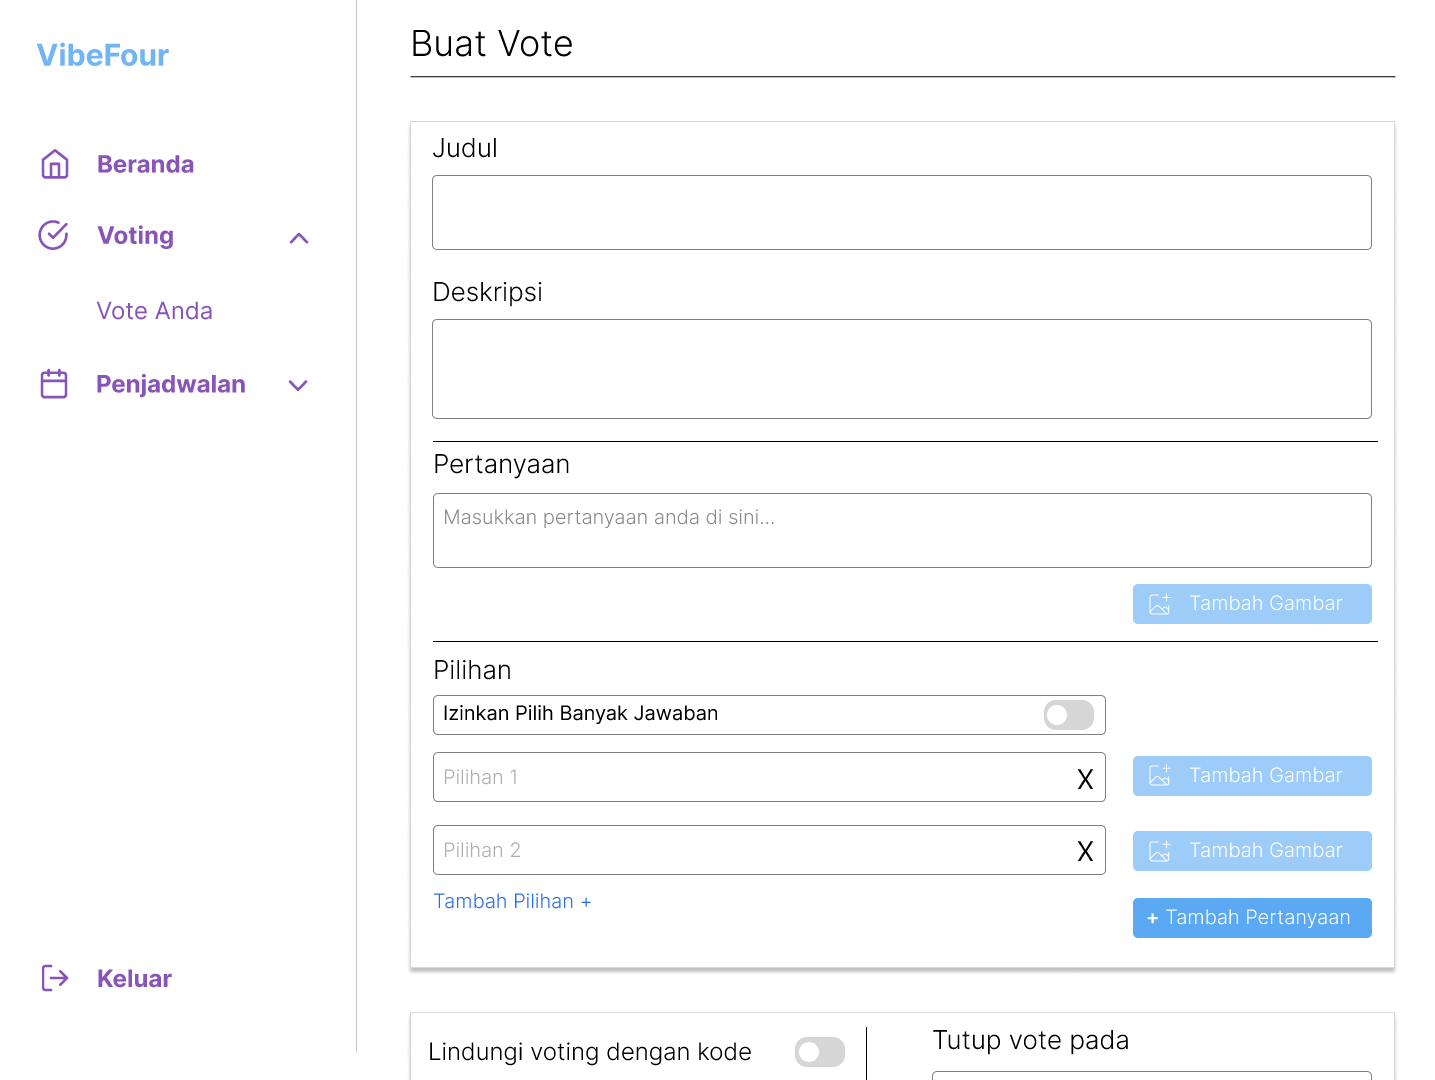 VibeFour
Beranda
Voting
Vote Anda
Penjadwalan
Keluar
Buat Vote
Judul
Deskripsi
Pertanyaan
Masukkan pertanyaan anda di sini...
Tambah Gambar
Pilihan
Izinkan Pilih Banyak Jawaban
Pilihan 1 X
Tambah Gambar
Pilihan 2 X
Tambah Gambar
Tambah Pilihan +
+ Tambah Pertanyaan
Lindungi voting dengan kode
Tutup vote pada